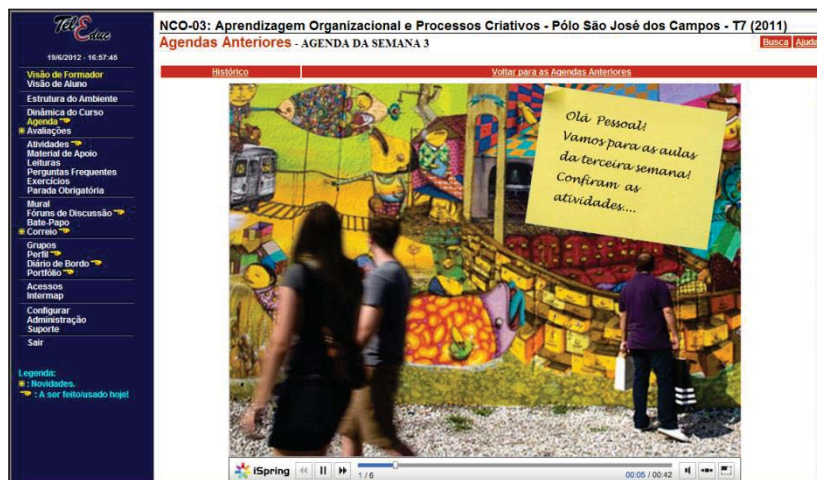 TelEduc
NCO-03: Aprendizagem Organizacional e Processos Criativos - Pólo São José dos Campos - T7 (2011)
Agendas Anteriores - AGENDA DA SEMANA 3
Busca Ajuda
19/6/2012 - 16:57:45
Histórico Voltar para as Agendas Anteriores
Visão de Formador
Visão de Aluno
Estrutura do Ambiente
Dinâmica do Curso
Agenda
Avaliações
Atividades
Material de Apoio
Leituras
Perguntas Frequentes
Exercícios
Parada Obrigatória
Mural
Fóruns de Discussão
Bate-Papo
Correio
Grupos
Perfil
Diário de Bordo
Portfólio
Acessos
Intermap
Configurar
Administração
Suporte
Sair
Legenda:
: Novidades.
: A ser feito/usado hoje!
Olá Pessoal!
Vamos para as aulas
da terceira semana!
Confiram as
atividades....
iSpring
1 / 6
00:05 / 00:42